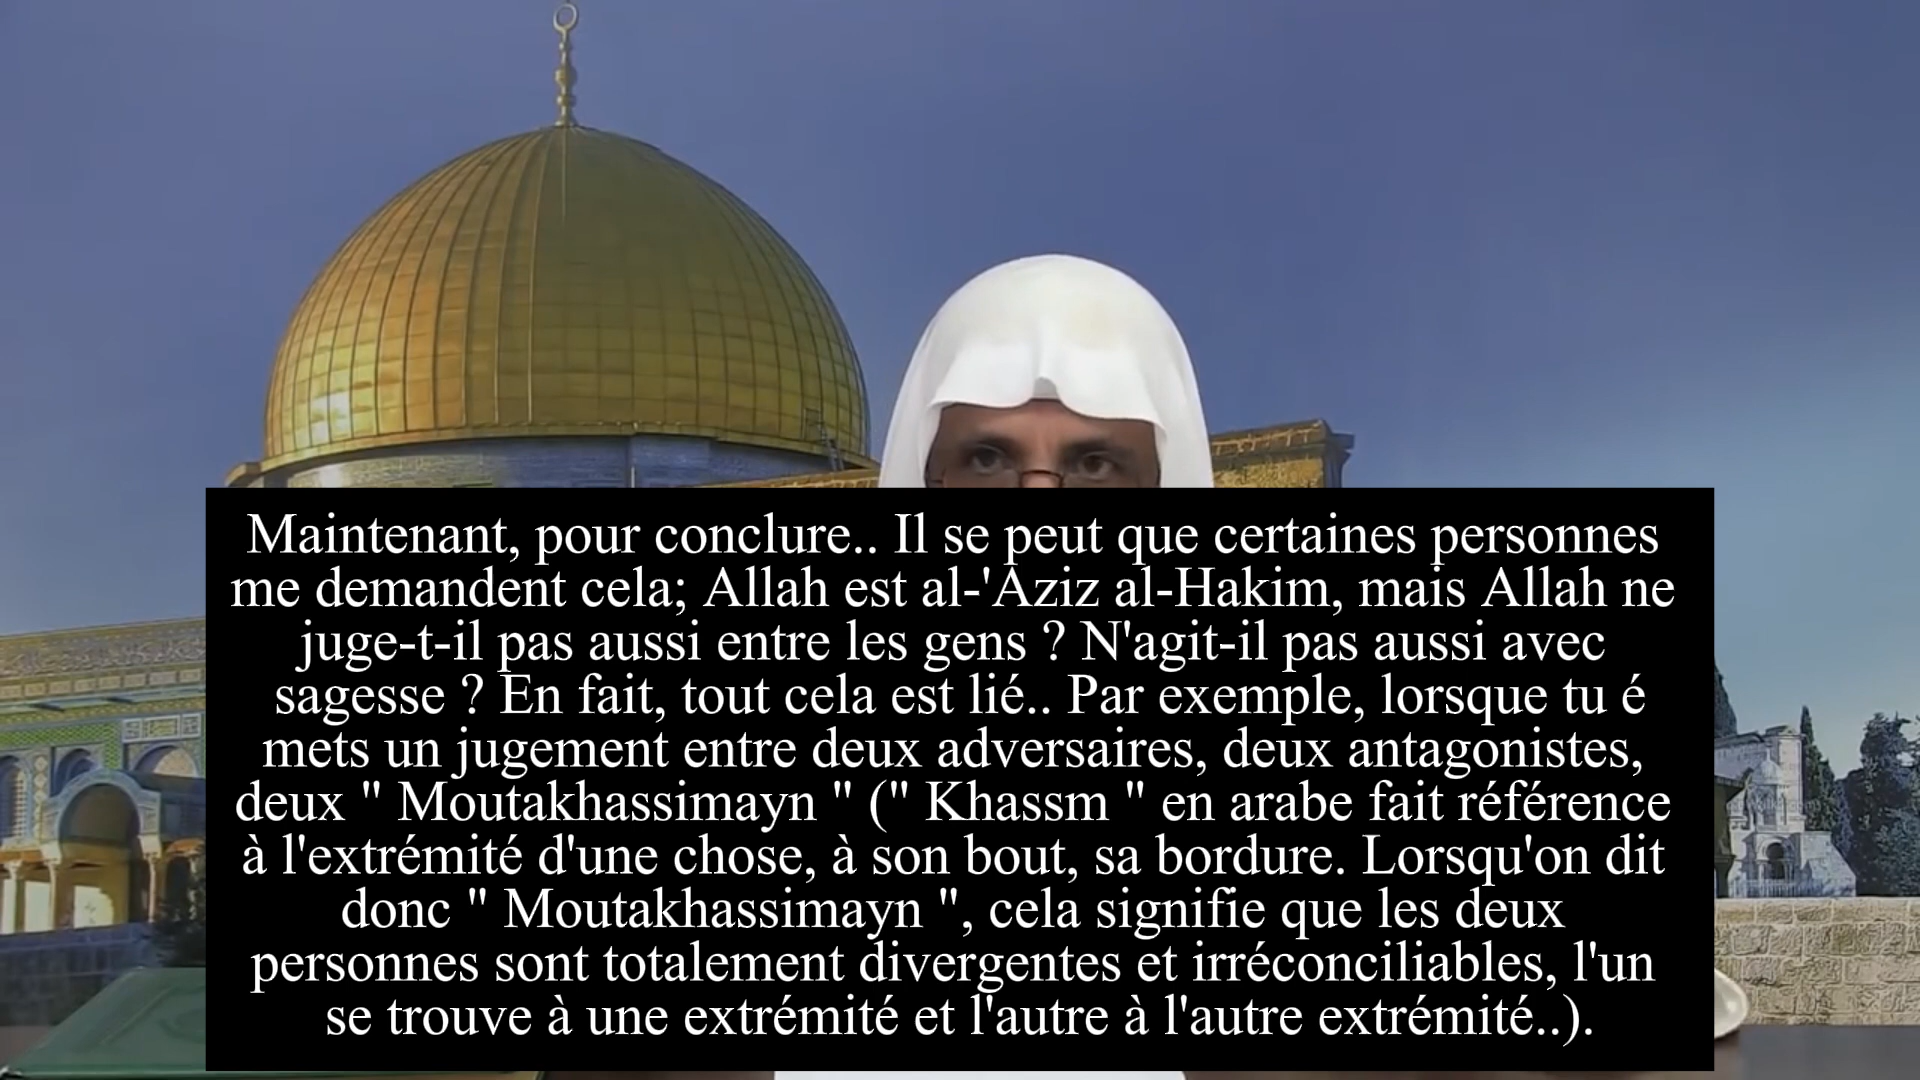 Maintenant, pour conclure.. Il se peut que certaines personnes
me demandent cela; Allah est al-'Aziz al-Hakim, mais Allah ne
juge-t-il pas aussi entre les gens ? N'agit-il pas aussi avec
sagesse ? En fait, tout cela est lié.. Par exemple, lorsque tu é
mets un jugement entre deux adversaires, deux antagonistes,
deux " Moutakhassimayn " (" Khassm " en arabe fait référence
à l'extrémité d'une chose, à son bout, sa bordure. Lorsqu'on dit
donc " Moutakhassimayn ", cela signifie que les deux
personnes sont totalement divergentes et irréconciliables, l'un
se trouve à une extrémité et l'autre à l'autre extrémité..).